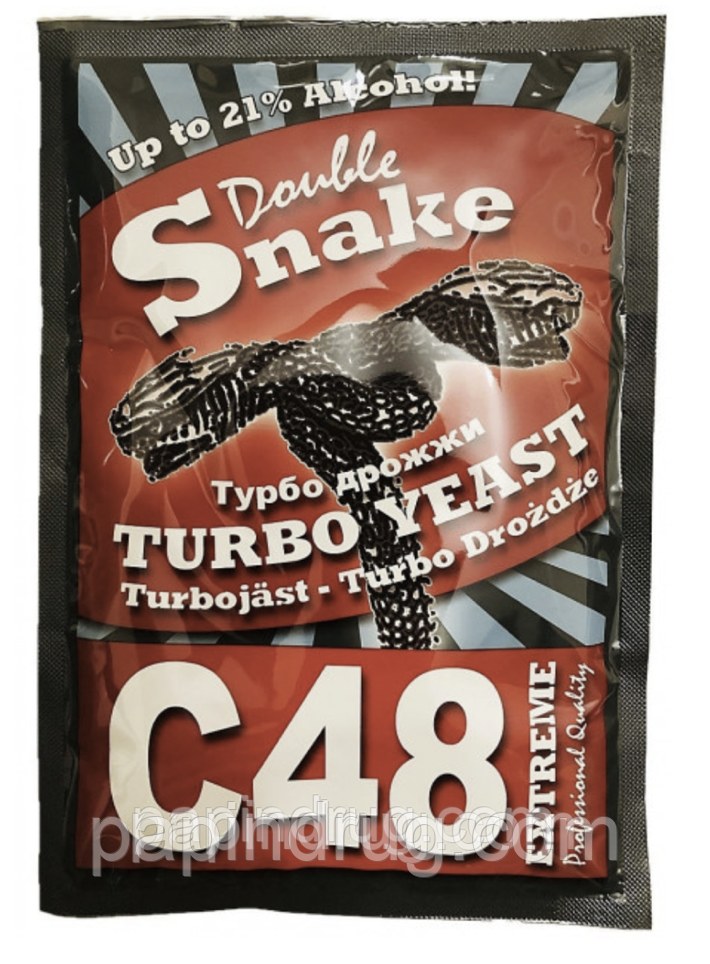 Up to 21% Alcohol!
Double
Snake
Турбо дрожжи
TURBO YEAST
Turbojäst - Turbo Drożdże
C48
EXTREME
Professional Quality
papindrug.com